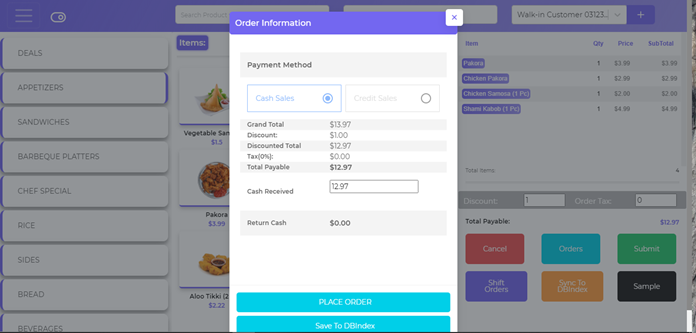 Search Product
Walk-in Customer 03123...
Order Information
×
DEALS
APPETIZERS
SANDWICHES
BARBEQUE PLATTERS
CHEF SPECIAL
RICE
SIDES
BREAD
BEVERAGES
Items:
Vegetable Sam
$1.5
Pakora
$3.99
Aloo Tikki (2
$2.22
Payment Method
Cash Sales
Credit Sales
Grand Total $13.97
Discount: $1.00
Discounted Total $12.97
Tax(0%): $0.00
Total Payable $12.97
Cash Received 12.97
Return Cash $0.00
PLACE ORDER
Save To DBIndex
Item Qty Price SubTotal
Pakora 1 $3.99 $3.99
Chicken Pakora 1 $2.99 $2.99
Chicken Samosa (1 Pc) 1 $2.00 $2.00
Shami Kabob (1 Pc) 1 $4.99 $4.99
Total Items 4
Discount: 1 Order Tax: 0
Total Payable: $12.97
Cancel
Orders
Submit
Shift Orders
Sync To DBIndex
Sample